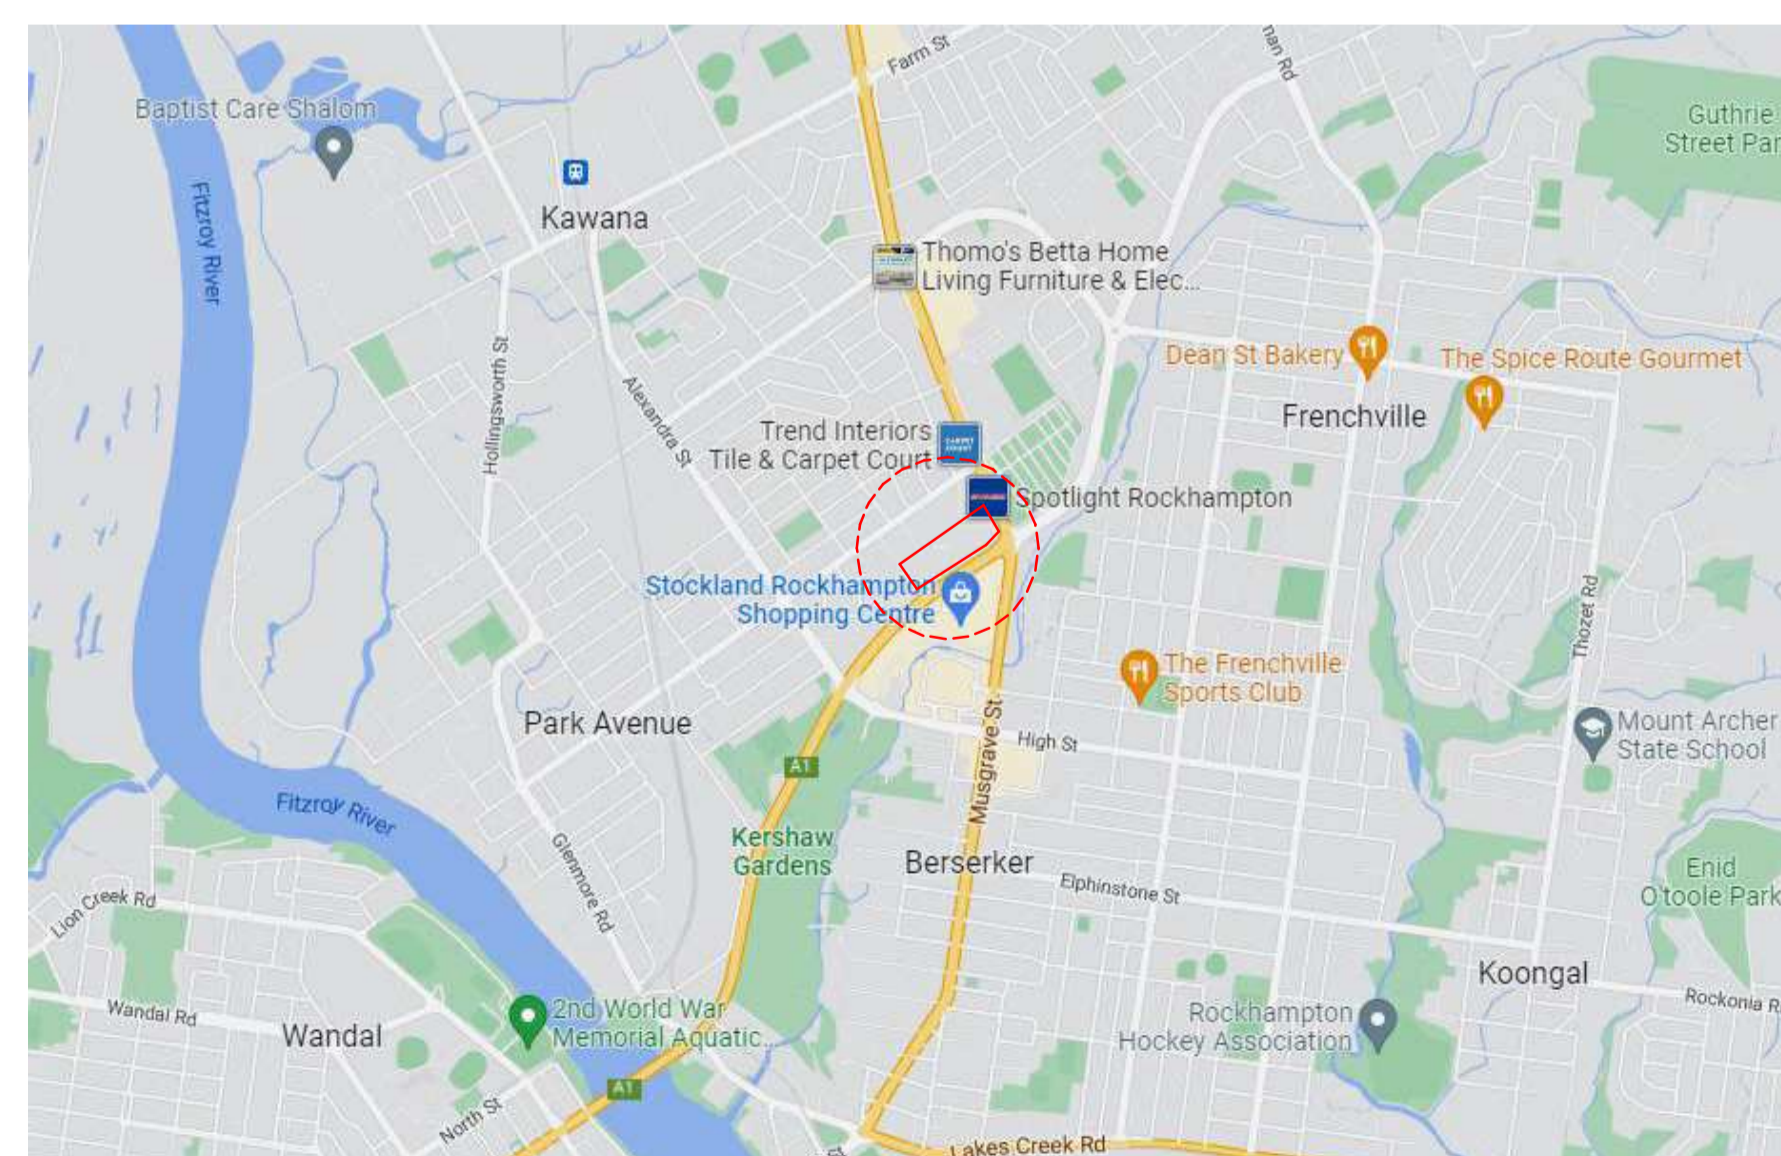 Farm St
Baptist Care Shalom
Guthrie
Street Par
Fitzroy River
Kawana
Thomo's Betta Home
Living Furniture & Elec...
Dean St Bakery
The Spice Route Gourmet
Hollingsworth St
Alexandra St
Frenchville
Trend Interiors
Tile & Carpet Court
Spotlight Rockhampton
Stockland Rockhampton
Shopping Centre
Thozet Rd
The Frenchville
Sports Club
Park Avenue
Mount Archer
State School
High St
Musgrave St
A1
Fitzroy River
Kershaw
Gardens
Berserker
Glenmore Rd
Elphinstone St
Enid
O'toole Park
Lion Creek Rd
Koongal
Rockonia R
Wandal Rd
Wandal
2nd World War
Memorial Aquatic...
Rockhampton
Hockey Association
A1
North St
Lakes Creek Rd